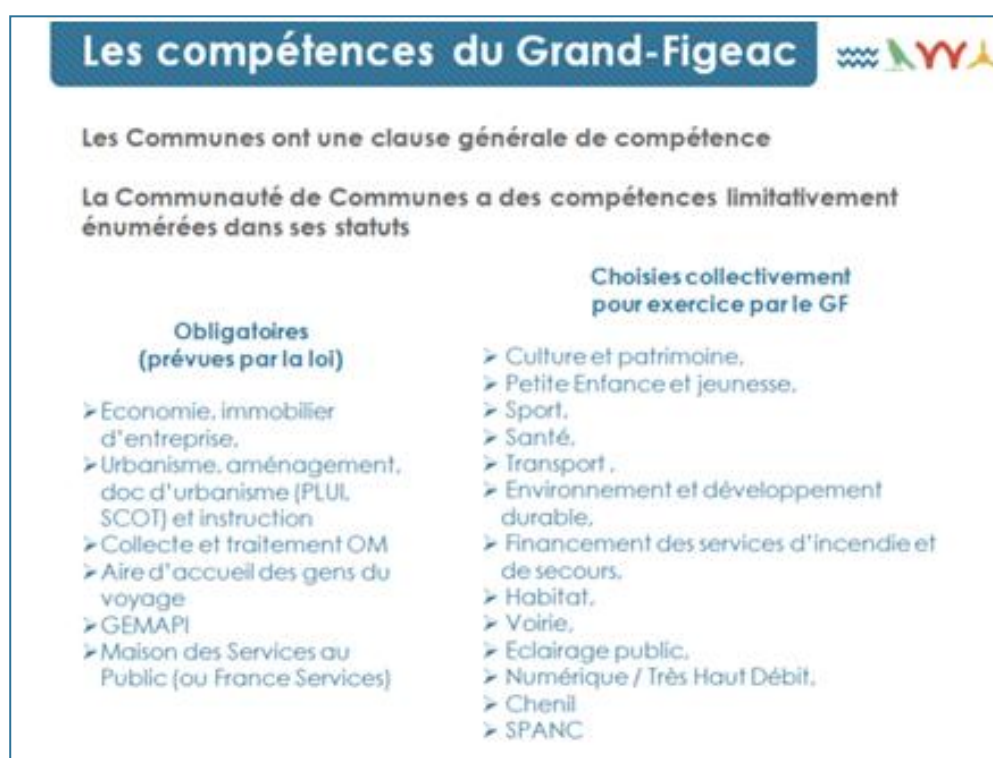 Les compétences du Grand-Figeac
Les Communes ont une clause générale de compétence
La Communauté de Communes a des compétences limitativement
énumérées dans ses statuts
Obligatoires
(prévues par la loi)
➢Economie, immobilier
d'entreprise,
➢Urbanisme, aménagement,
doc d'urbanisme (PLUI,
SCOT) et instruction
➢Collecte et traitement OM
➢Aire d'accueil des gens du
voyage
➢GEMAPI
➢Maison des Services au
Public (ou France Services)
Choisies collectivement
pour exercice par le GF
➢ Culture et patrimoine,
➢ Petite Enfance et jeunesse,
➢ Sport,
➢ Santé,
➢ Transport ,
➢ Environnement et développement
durable,
➢ Financement des services d'incendie et
de secours,
➢ Habitat,
➢ Voirie,
➢ Eclairage public,
➢ Numérique / Très Haut Débit,
➢ Chenil
➢ SPANC